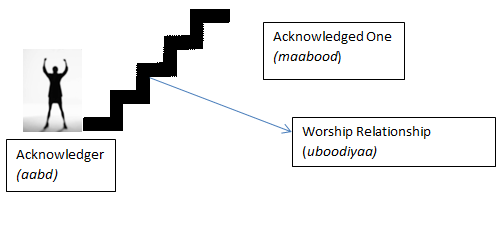 Acknowledged One
(maabood)
Worship Relationship
(uboodiyaa)
Acknowledger
(aabd)